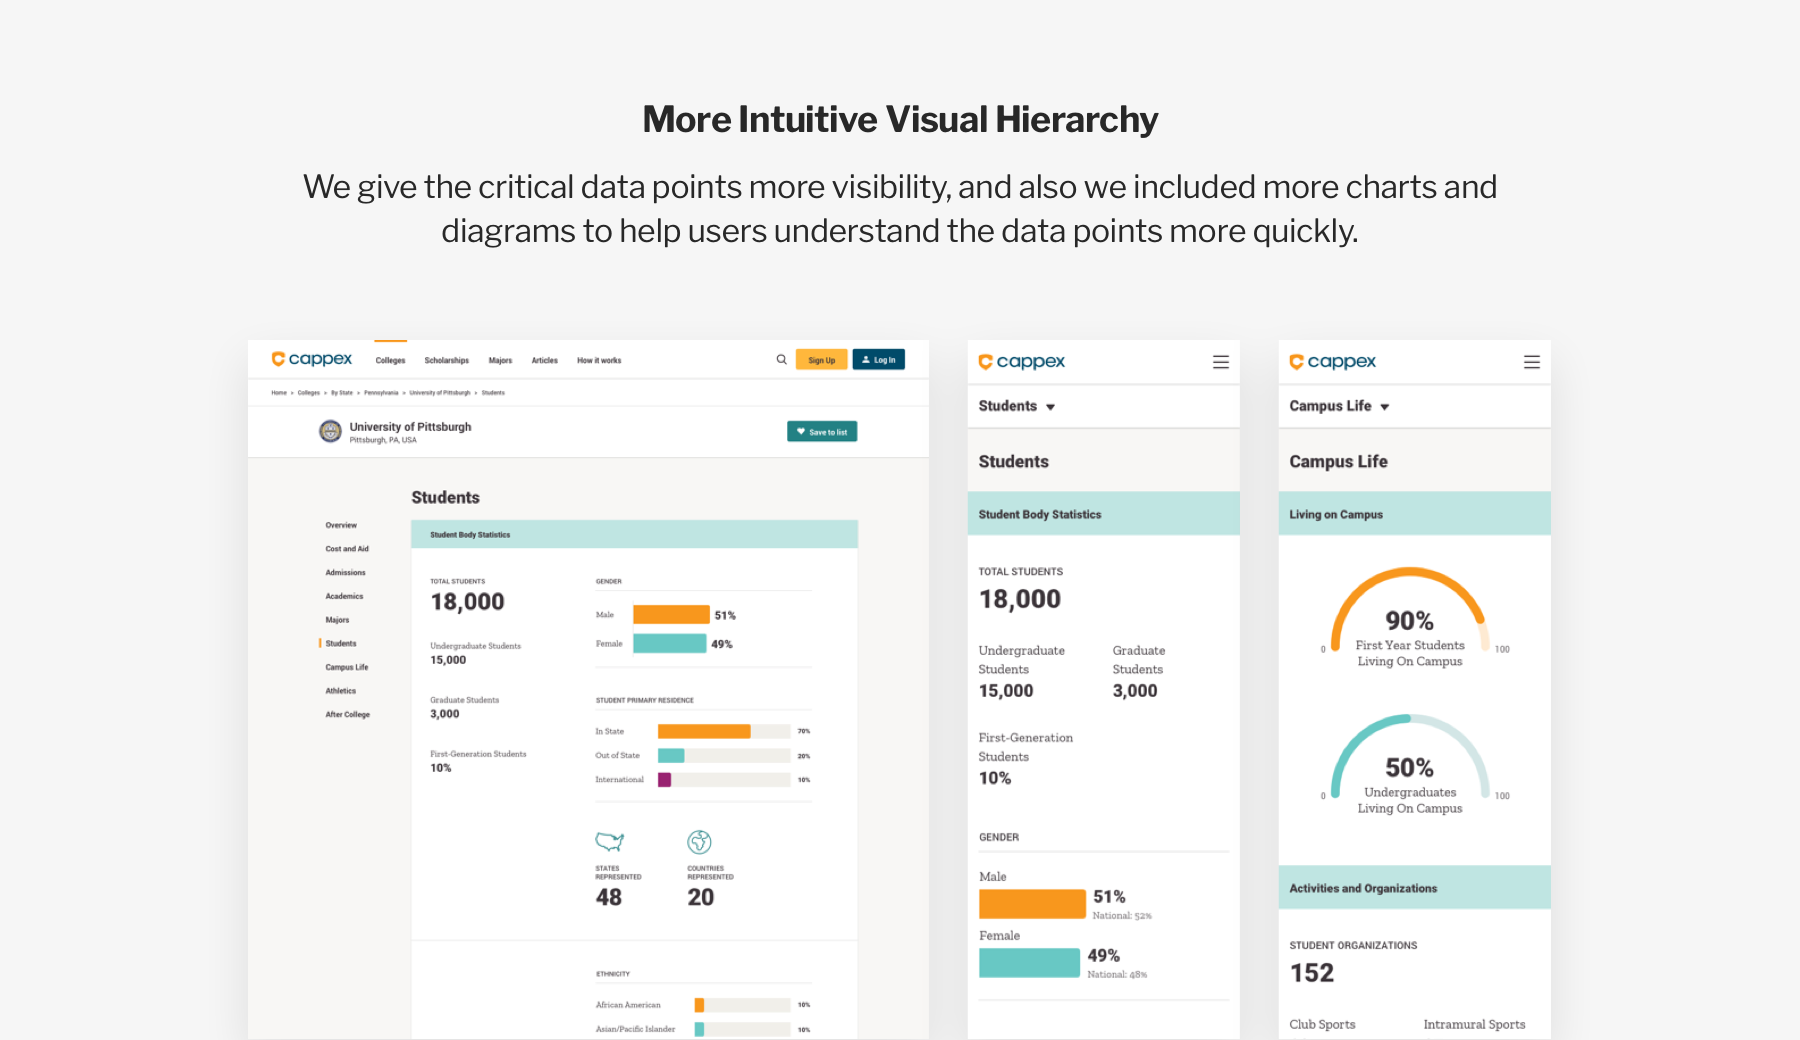 More Intuitive Visual Hierarchy
We give the critical data points more visibility, and also we included more charts and
diagrams to help users understand the data points more quickly.
cappex
Colleges Scholarships Majors Articles How it works
Sign Up
Log In
Home > Colleges > By State > Pennsylvania > University of Pittsburgh > Students
University of Pittsburgh
Pittsburgh, PA, USA
Save to list
Overview
Cost and Aid
Admissions
Academics
Majors
Students
Campus Life
Athletics
After College
Students
Student Body Statistics
TOTAL STUDENTS
18,000
Undergraduate Students
15,000
Graduate Students
3,000
First-Generation Students
10%
GENDER
Male 51%
Female 49%
STUDENT PRIMARY RESIDENCE
In State 70%
Out of State 20%
International 10%
STATES
REPRESENTED
48
COUNTRIES
REPRESENTED
20
ETHNICITY
African American 10%
Asian/Pacific Islander 10%
cappex
Students
Students
Student Body Statistics
TOTAL STUDENTS
18,000
Undergraduate
Students
15,000
Graduate
Students
3,000
First-Generation
Students
10%
GENDER
Male
51%
National: 52%
Female
49%
National: 48%
cappex
Campus Life
Campus Life
Living on Campus
90%
First Year Students
Living On Campus
0 100
50%
Undergraduates
Living On Campus
0 100
Activities and Organizations
STUDENT ORGANIZATIONS
152
Club Sports Intramural Sports